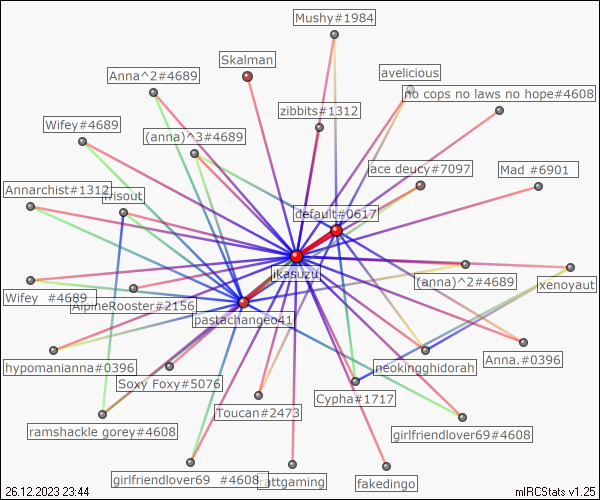 Mushy#1984
Skalman
avelicious
Anna^2#4689
no cops no laws no hope#4608
zibbits#1312
Wifey#4689
(anna)^3#4689
ace deucy#7097
Mad #6901
Annarchist#1312
default#0617
ikasuzu
(anna)^2#4689
xenoyaut
Wifey  #4689
AlpineRooster#2156
pastachangeo41
Anna.#0396
hypomanianna#0396
neokingghidorah
Soxy Foxy#5076
Cypha#1717
Toucan#2473
ramshackle gorey#4608
girlfriendlover69#4608
girlfriendlover69  #4608
fakedingo
26.12.2023 23:44
mIRCStats v1.25